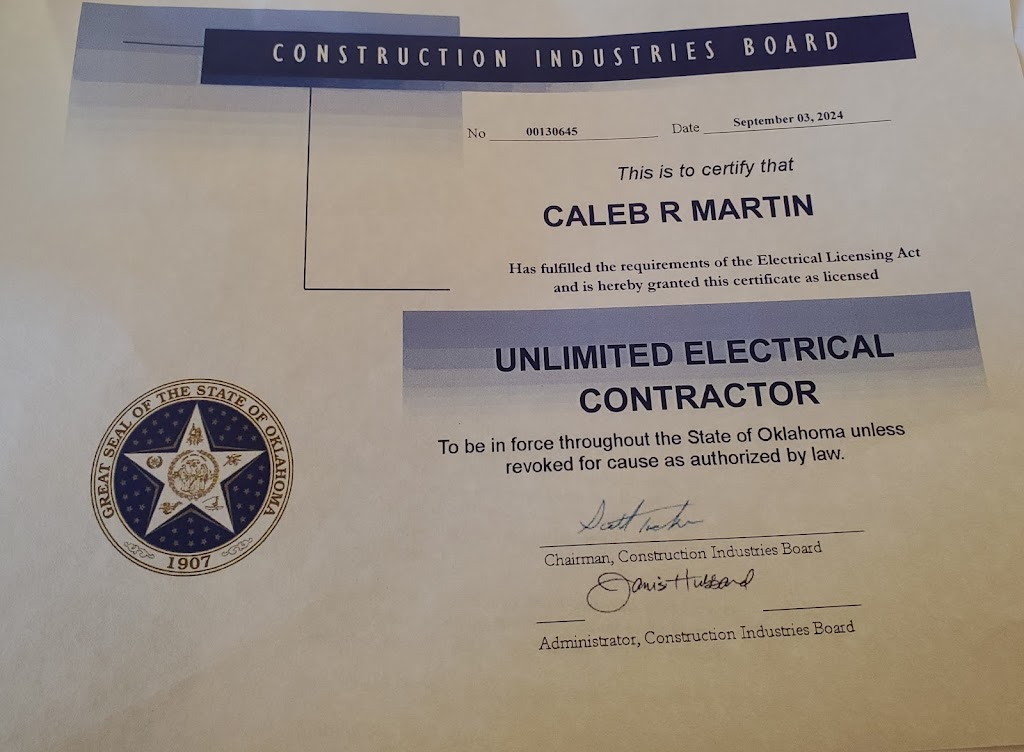 CONSTRUCTION INDUSTRIES BOARD
No 00130645 Date September 03, 2024
This is to certify that
CALEB R MARTIN
Has fulfilled the requirements of the Electrical Licensing Act
and is hereby granted this certificate as licensed
UNLIMITED ELECTRICAL
CONTRACTOR
To be in force throughout the State of Oklahoma unless
revoked for cause as authorized by law.
GREAT SEAL OF THE STATE OF OKLAHOMA
1907
Chairman, Construction Industries Board
Janis Hubbard
Administrator, Construction Industries Board